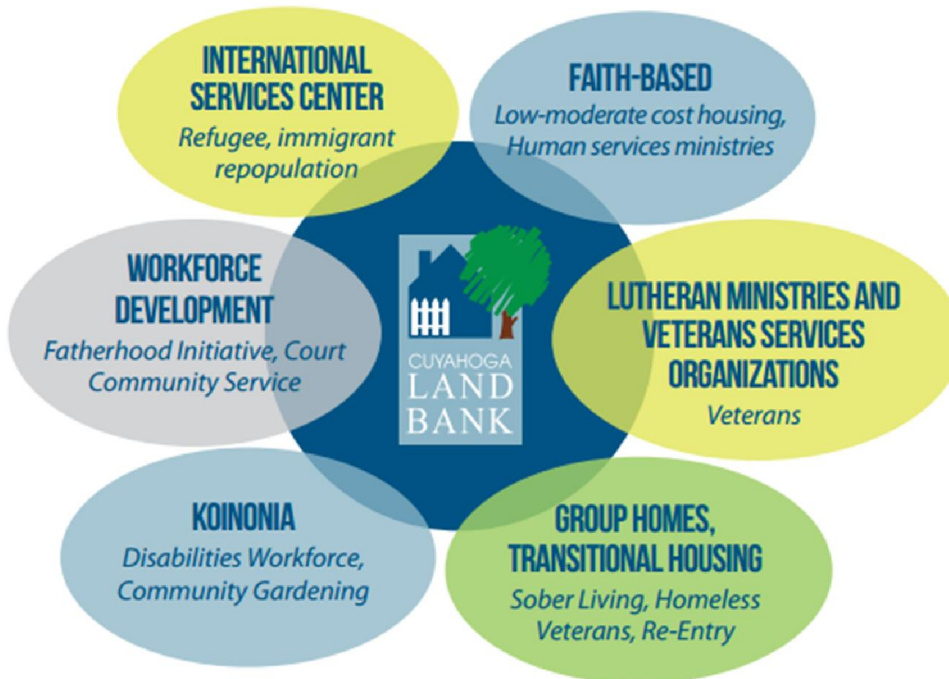 INTERNATIONAL
SERVICES CENTER
Refugee, immigrant
repopulation
FAITH-BASED
Low-moderate cost housing,
Human services ministries
WORKFORCE
DEVELOPMENT
Fatherhood Initiative, Court
Community Service
CUYAHOGA
LAND
BANK
LUTHERAN MINISTRIES AND
VETERANS SERVICES
ORGANIZATIONS
Veterans
KOINONIA
Disabilities Workforce,
Community Gardening
GROUP HOMES,
TRANSITIONAL HOUSING
Sober Living, Homeless
Veterans, Re-Entry